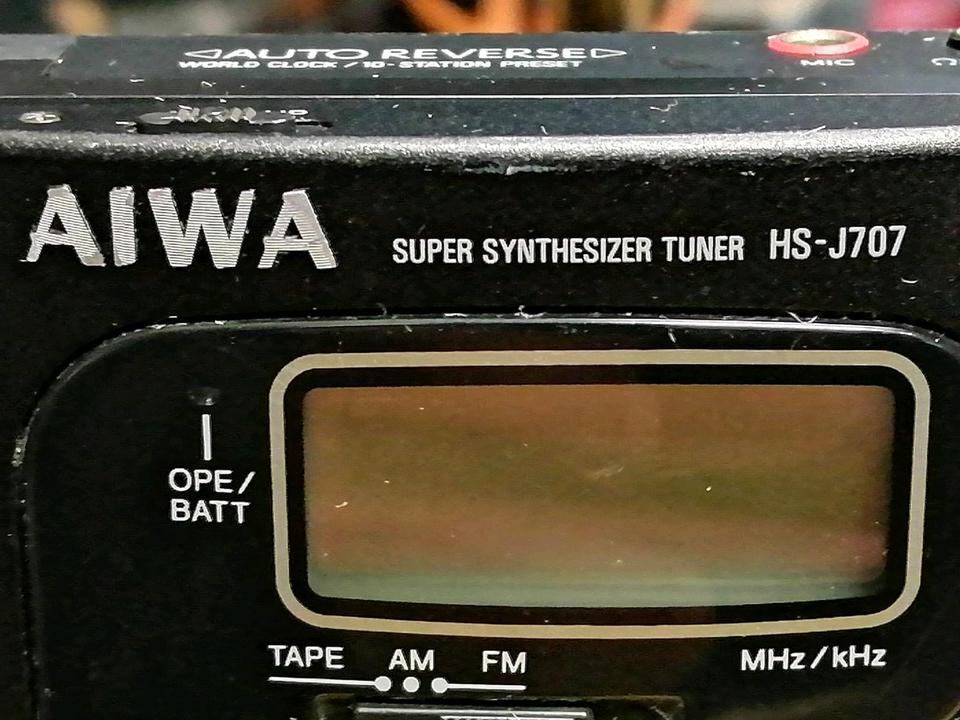 AUTO REVERSE
WORLD CLOCK / 10-STATION PRESET
MIC
AIWA
SUPER SYNTHESIZER TUNER HS-J707
OPE/
BATT
TAPE AM FM
MHz/kHz